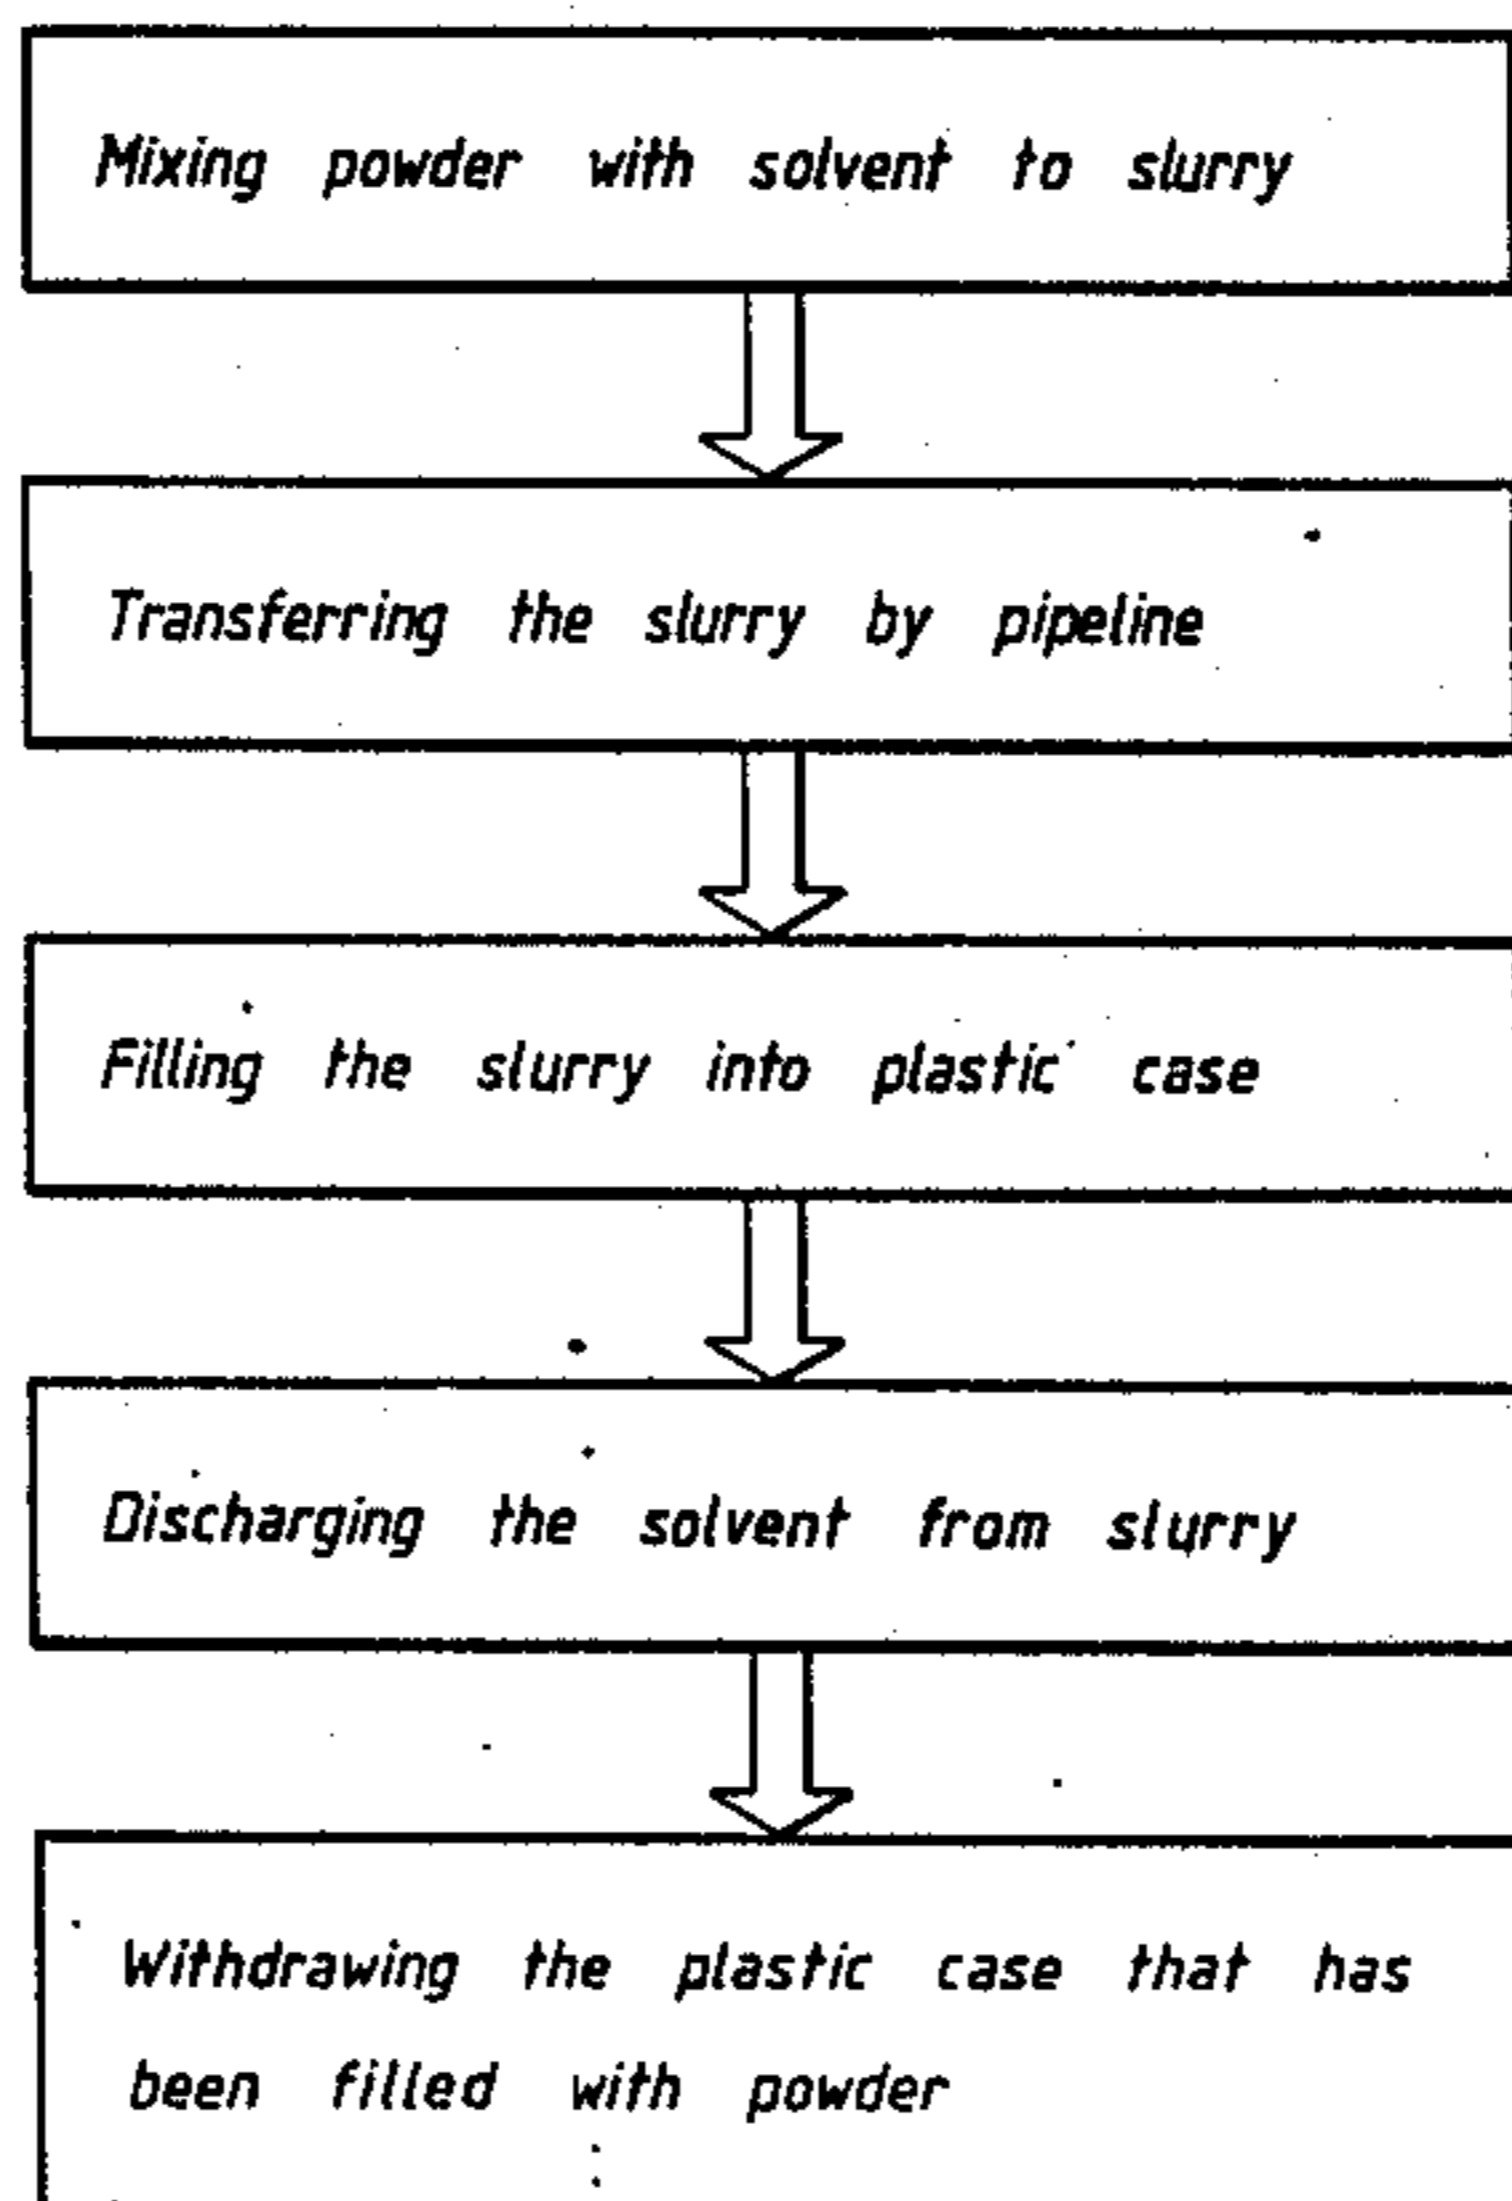 Mixing powder with solvent to slurry
Transferring the slurry by pipeline
Filling the slurry into plastic case
Discharging the solvent from slurry
Withdrawing the plastic case that has
been filled with powder